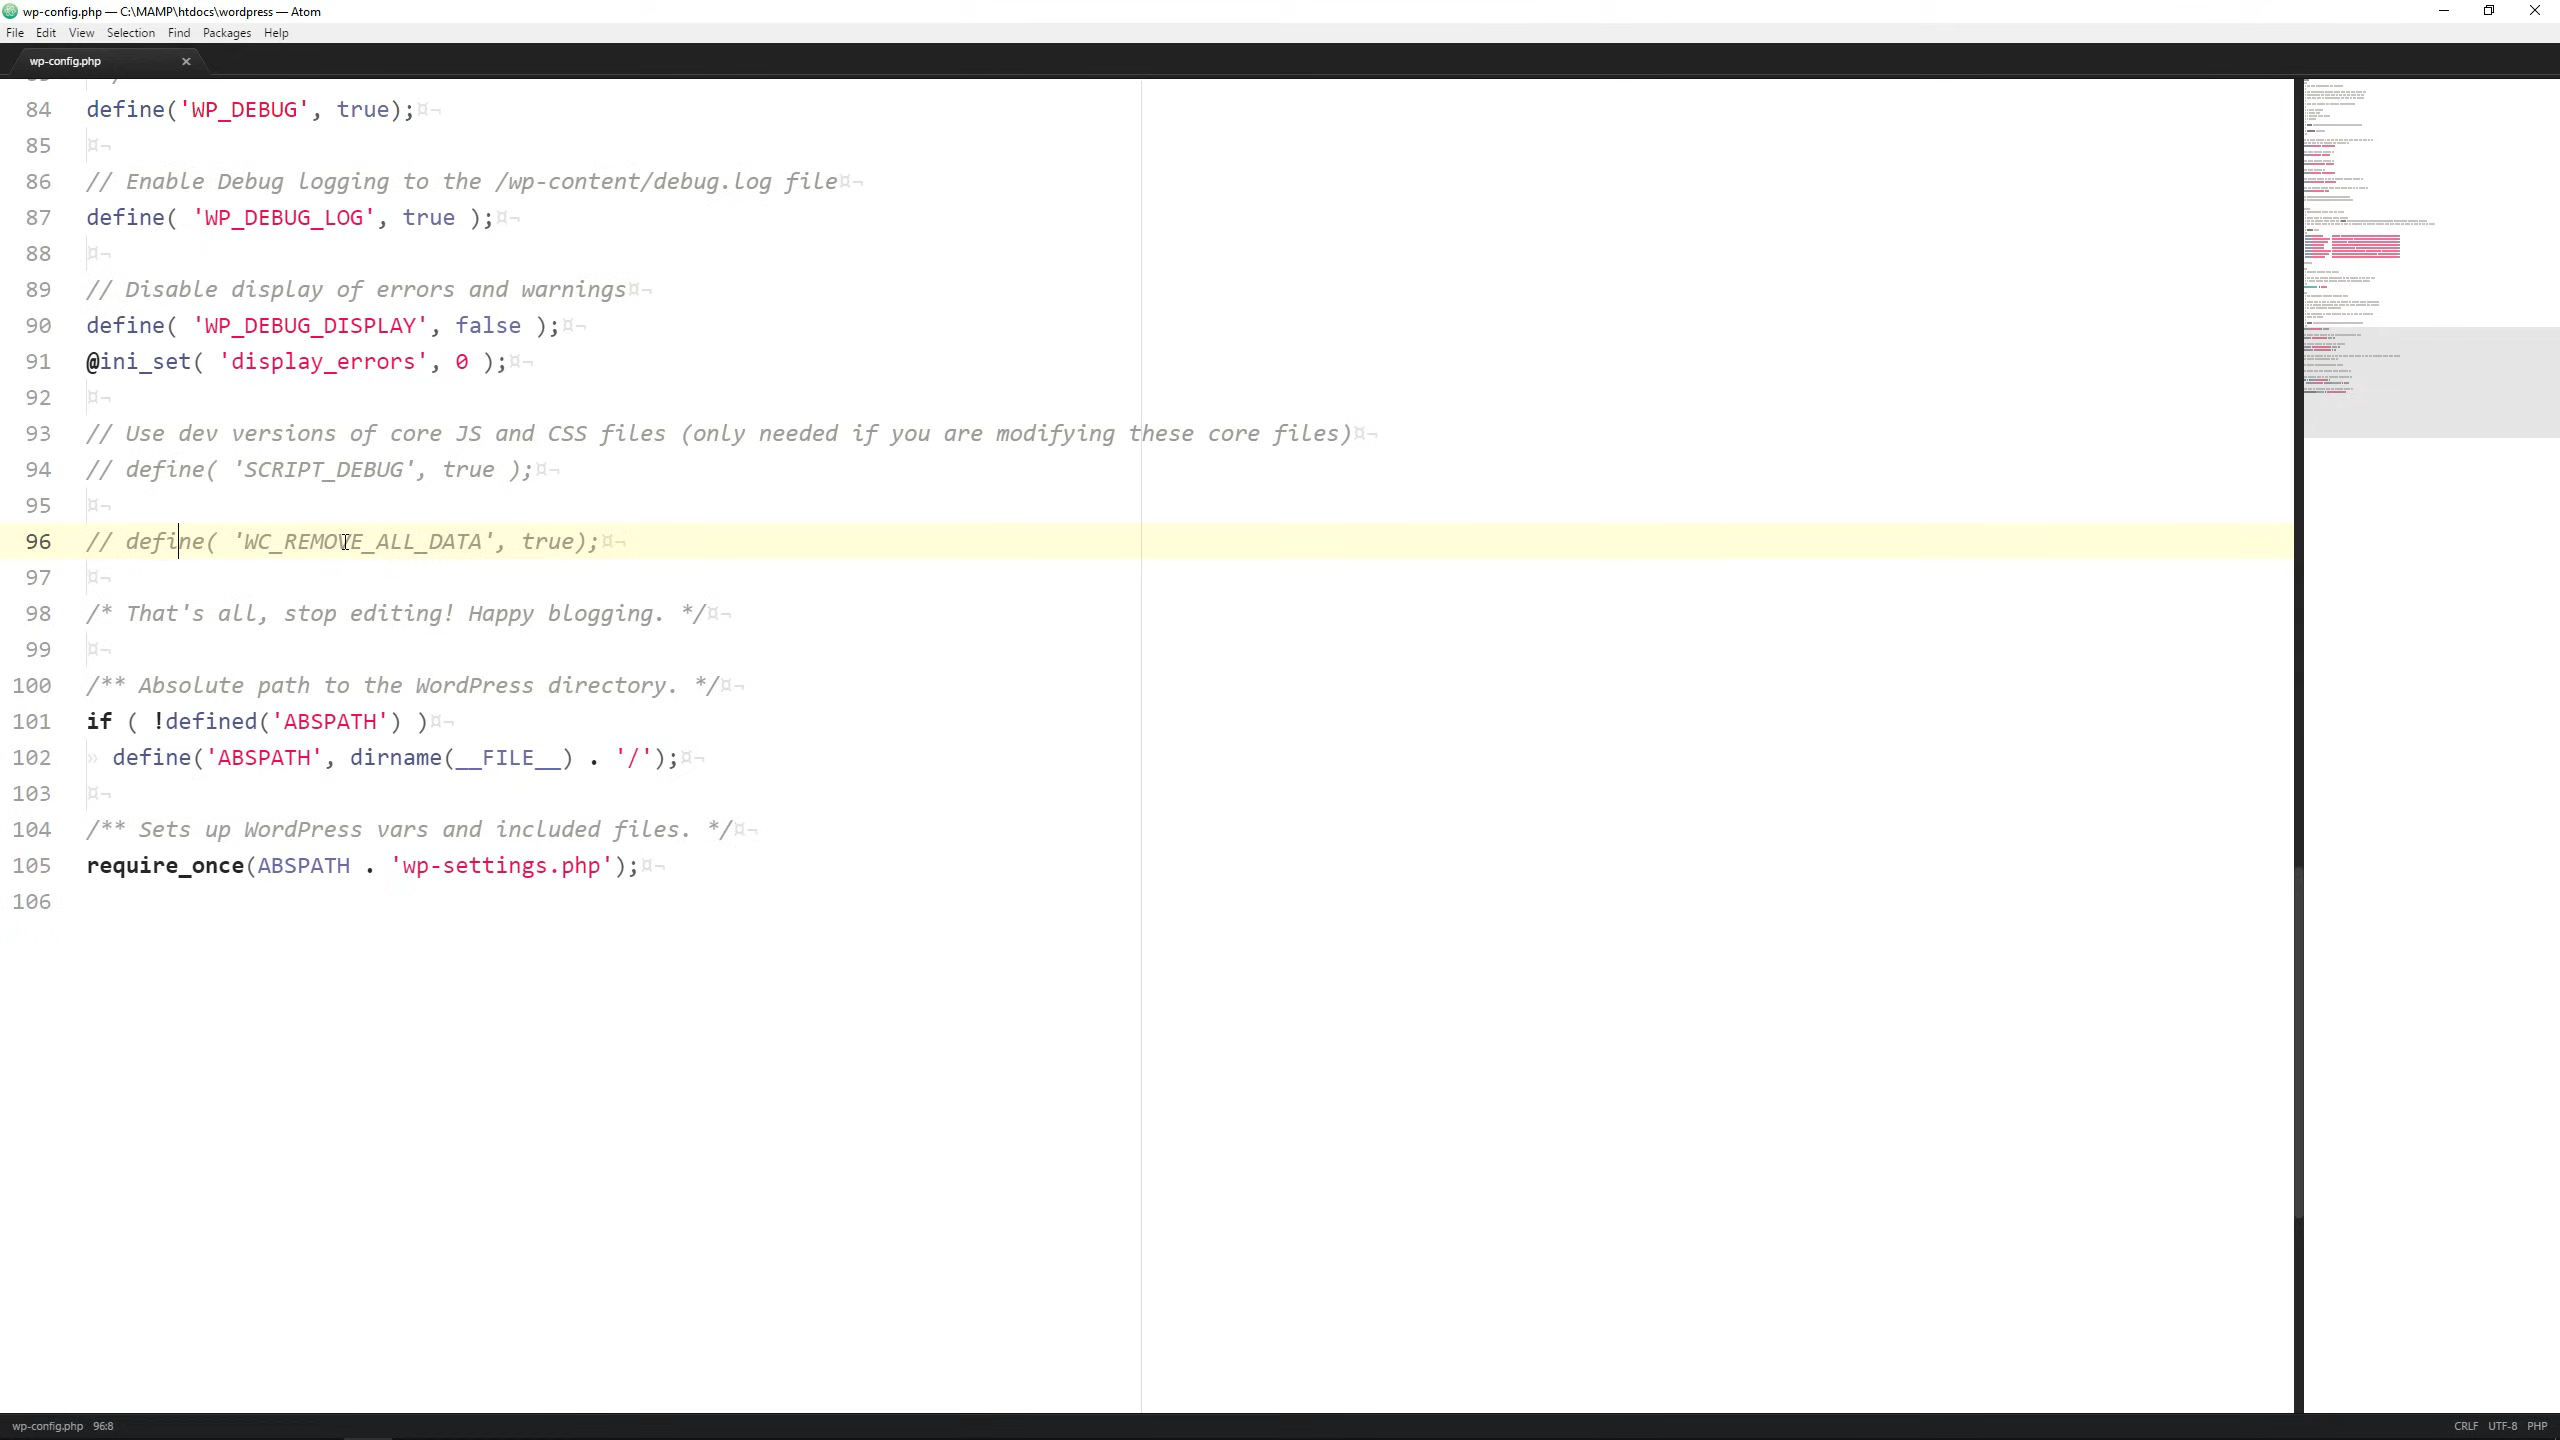 wp-config.php — C:\MAMP\htdocs\wordpress — Atom
File Edit View Selection Find Packages Help
wp-config.php
84 define('WP_DEBUG', true);¤¬
85 ¤¬
86 // Enable Debug logging to the /wp-content/debug.log file¤¬
87 define( 'WP_DEBUG_LOG', true );¤¬
88 ¤¬
89 // Disable display of errors and warnings¤¬
90 define( 'WP_DEBUG_DISPLAY', false );¤¬
91 @ini_set( 'display_errors', 0 );¤¬
92 ¤¬
93 // Use dev versions of core JS and CSS files (only needed if you are modifying these core files)¤¬
94 // define( 'SCRIPT_DEBUG', true );¤¬
95 ¤¬
96 // define( 'WC_REMOVE_ALL_DATA', true);¤¬
97 ¤¬
98 /* That's all, stop editing! Happy blogging. */¤¬
99 ¤¬
100 /** Absolute path to the WordPress directory. */¤¬
101 if ( !defined('ABSPATH') )¤¬
102 » define('ABSPATH', dirname(__FILE__) . '/');¤¬
103 ¤¬
104 /** Sets up WordPress vars and included files. */¤¬
105 require_once(ABSPATH . 'wp-settings.php');¤¬
106
wp-config.php 96:8 CRLF UTF-8 PHP